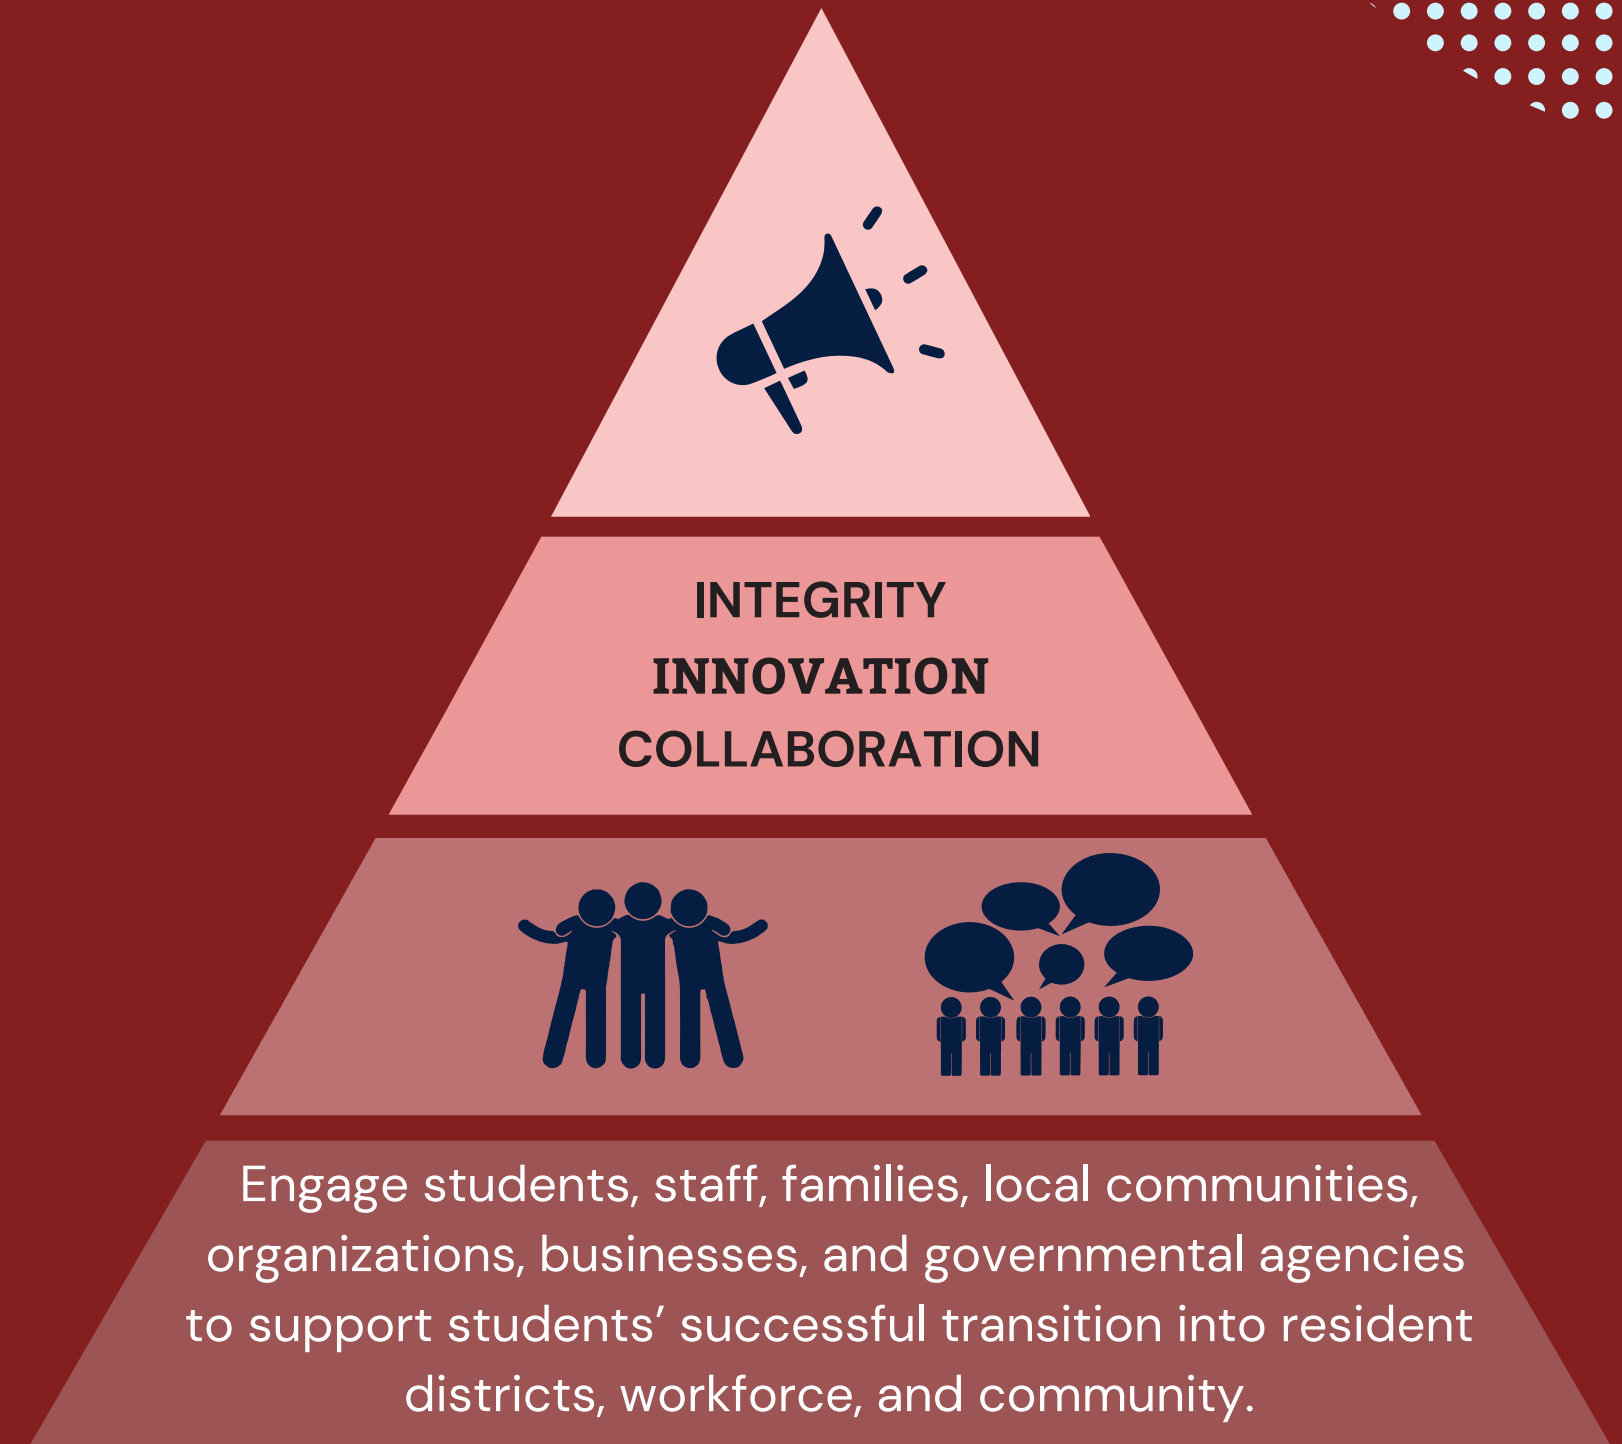 INTEGRITY
INNOVATION
COLLABORATION
Engage students, staff, families, local communities,
organizations, businesses, and governmental agencies
to support students’ successful transition into resident
districts, workforce, and community.